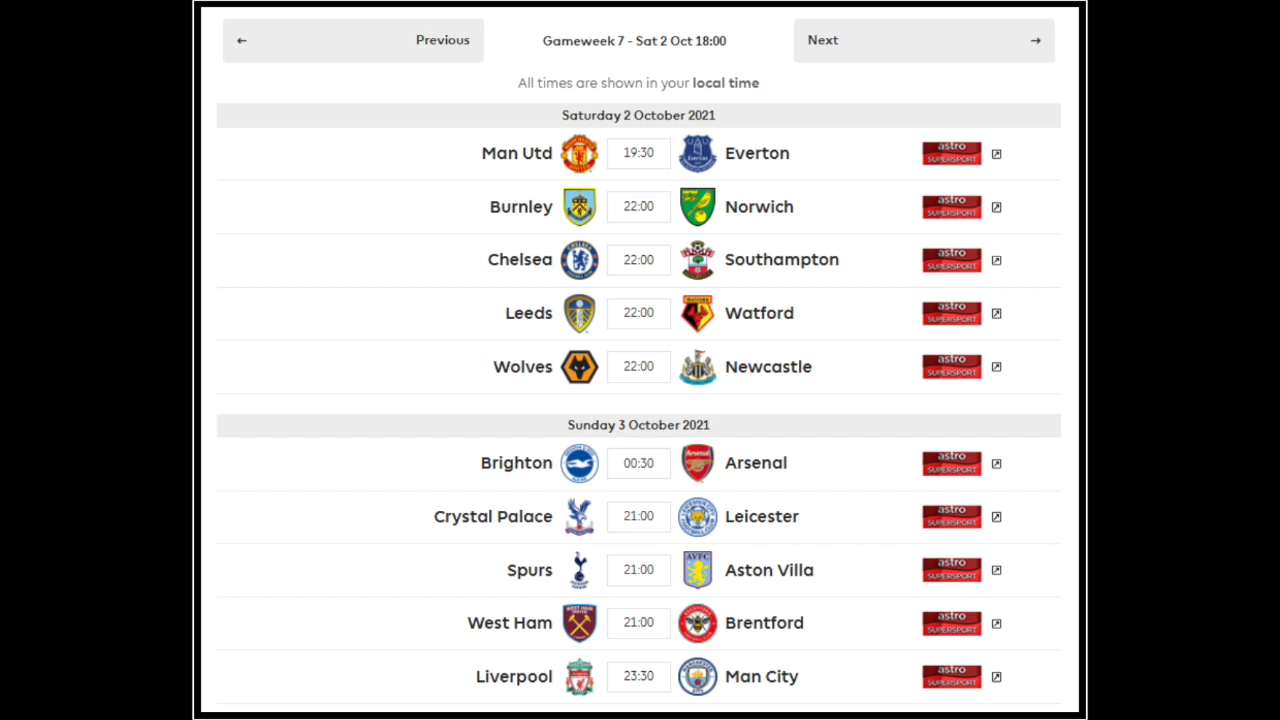 ← Previous Gameweek 7 - Sat 2 Oct 18:00 Next →
All times are shown in your local time
Saturday 2 October 2021
Man Utd 19:30 Everton astro SUPERSPORT
Burnley 22:00 Norwich astro SUPERSPORT
Chelsea 22:00 Southampton astro SUPERSPORT
Leeds 22:00 Watford astro SUPERSPORT
Wolves 22:00 Newcastle astro SUPERSPORT
Sunday 3 October 2021
Brighton 00:30 Arsenal astro SUPERSPORT
Crystal Palace 21:00 Leicester astro SUPERSPORT
Spurs 21:00 Aston Villa astro SUPERSPORT
West Ham 21:00 Brentford astro SUPERSPORT
Liverpool 23:30 Man City astro SUPERSPORT